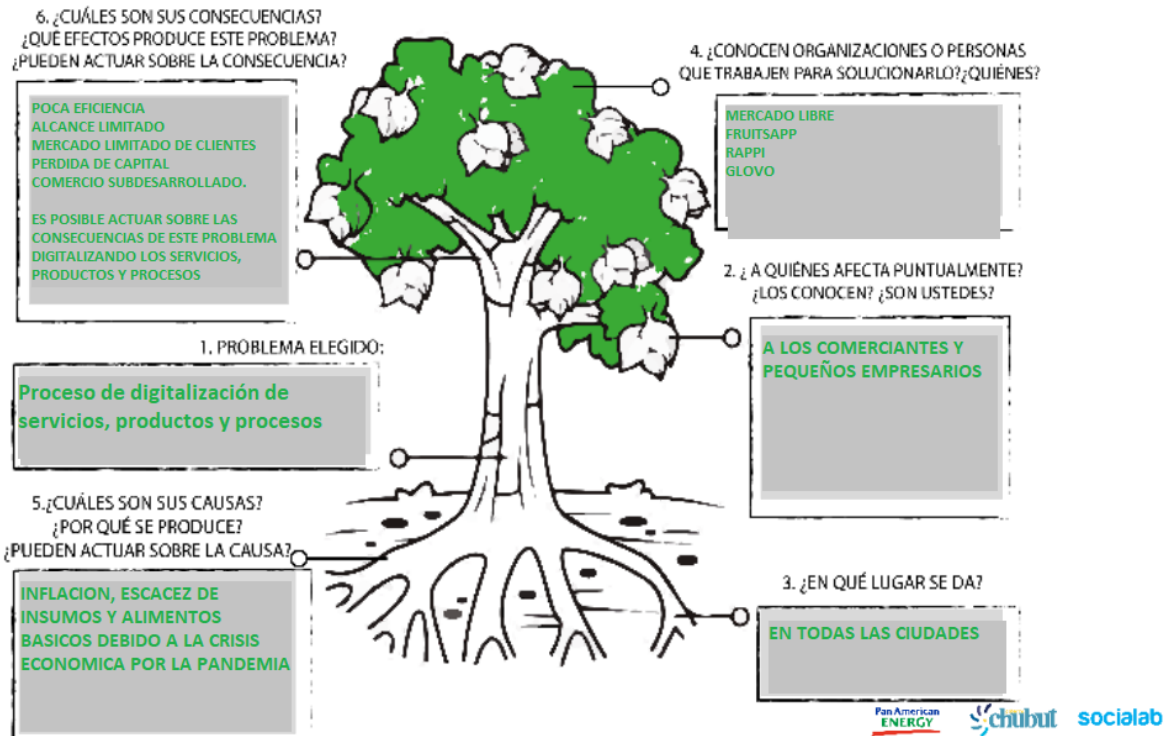 6. ¿CUÁLES SON SUS CONSECUENCIAS?
¿QUÉ EFECTOS PRODUCE ESTE PROBLEMA?
¿PUEDEN ACTUAR SOBRE LA CONSECUENCIA?
POCA EFICIENCIA
ALCANCE LIMITADO
MERCADO LIMITADO DE CLIENTES
PERDIDA DE CAPITAL
COMERCIO SUBDESARROLLADO.
ES POSIBLE ACTUAR SOBRE LAS
CONSECUENCIAS DE ESTE PROBLEMA
DIGITALIZANDO LOS SERVICIOS,
PRODUCTOS Y PROCESOS
4. ¿CONOCEN ORGANIZACIONES O PERSONAS
QUE TRABAJEN PARA SOLUCIONARLO?¿QUIÉNES?
MERCADO LIBRE
FRUITSAPP
RAPPI
GLOVO
2. ¿ A QUIÉNES AFECTA PUNTUALMENTE?
¿LOS CONOCEN? ¿SON USTEDES?
A LOS COMERCIANTES Y
PEQUEÑOS EMPRESARIOS
1. PROBLEMA ELEGIDO:
Proceso de digitalización de
servicios, productos y procesos
5.¿CUÁLES SON SUS CAUSAS?
¿POR QUÉ SE PRODUCE?
¿PUEDEN ACTUAR SOBRE LA CAUSA?
INFLACION, ESCACEZ DE
INSUMOS Y ALIMENTOS
BASICOS DEBIDO A LA CRISIS
ECONOMICA POR LA PANDEMIA
3. ¿EN QUÉ LUGAR SE DA?
EN TODAS LAS CIUDADES
Pan American
ENERGY
chubut
socialab